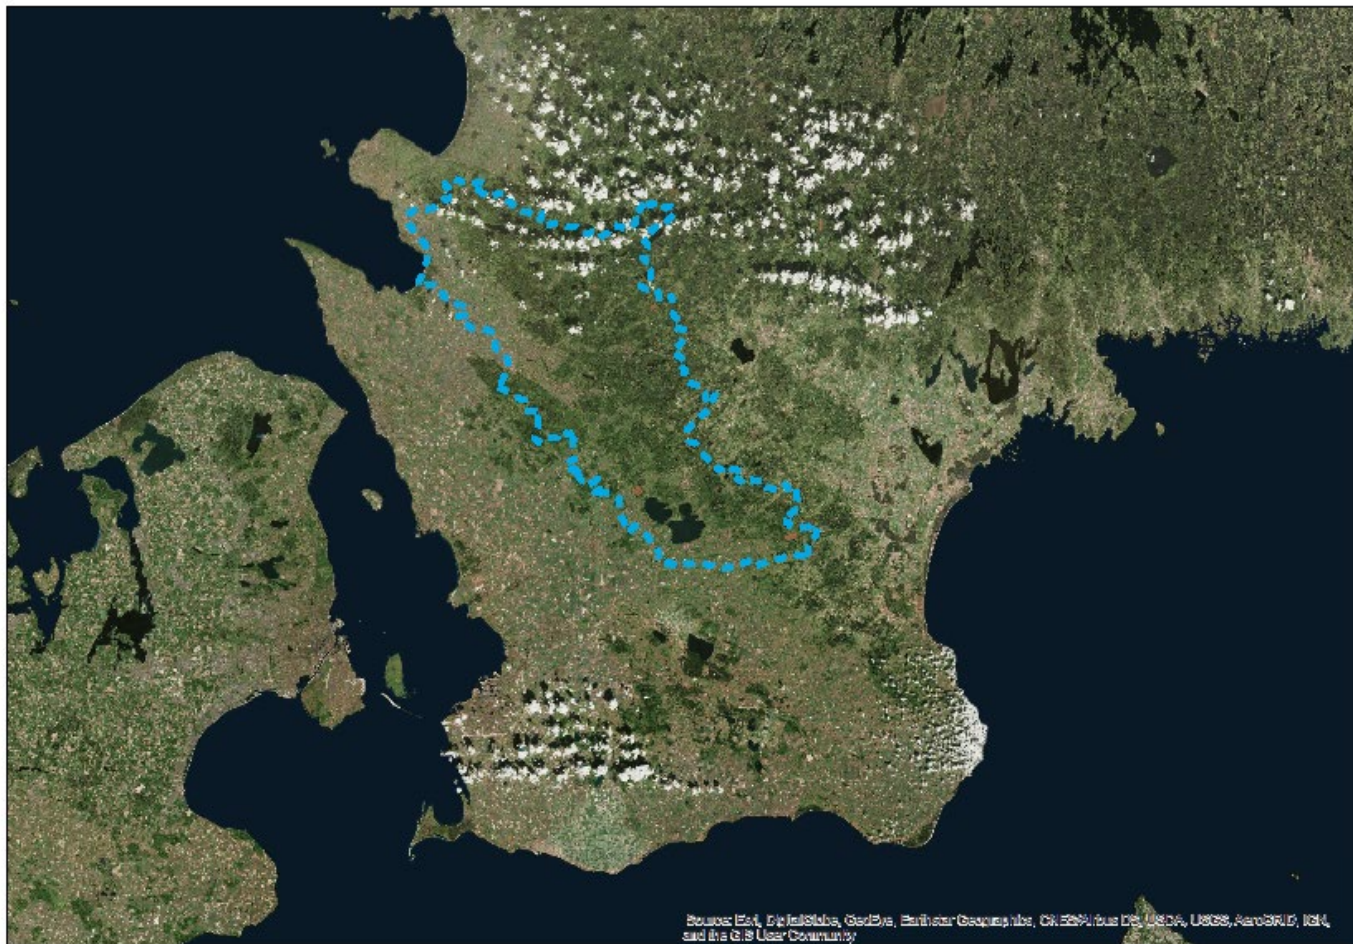 Source: Esri, DigitalGlobe, GeoEye, Earthstar Geographics, CNES/Airbus DS, USDA, USGS, AeroGRID, IGN,
and the GIS User Community